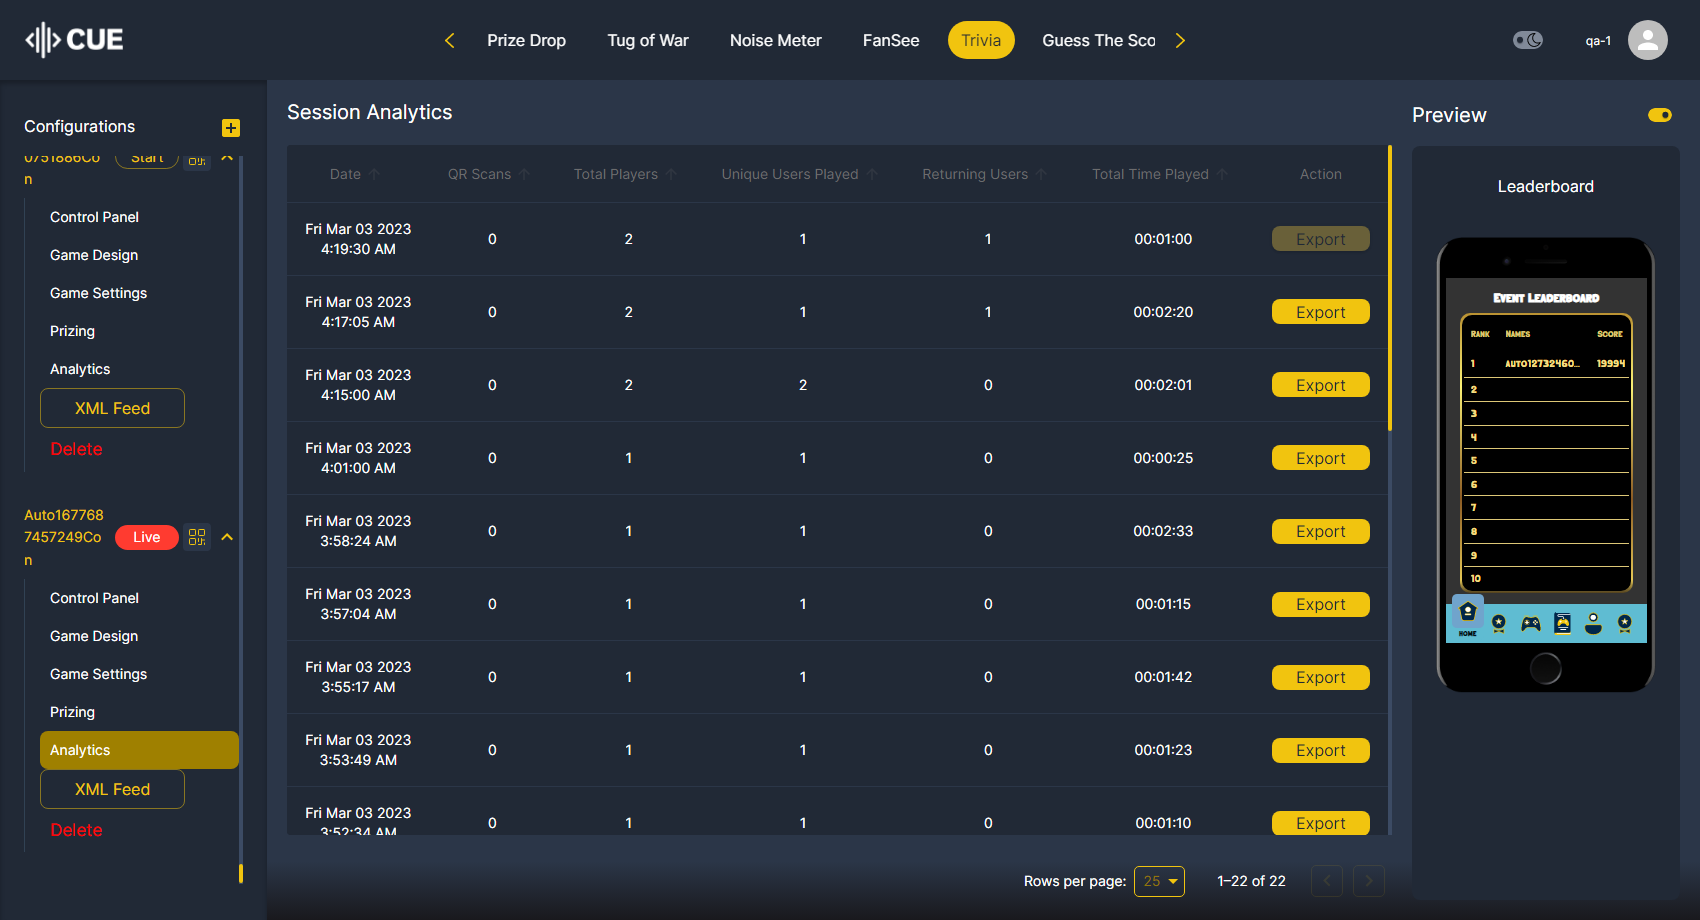 CUE
Prize Drop
Tug of War
Noise Meter
FanSee
Trivia
Guess The Sco
qa-1
Configurations
0751886Co
n
Start
Control Panel
Game Design
Game Settings
Prizing
Analytics
XML Feed
Delete
Auto167768
7457249Co
n
Live
Control Panel
Game Design
Game Settings
Prizing
Analytics
XML Feed
Delete
Session Analytics
Date QR Scans Total Players Unique Users Played Returning Users Total Time Played Action
Fri Mar 03 2023
4:19:30 AM 0 2 1 1 00:01:00 Export
Fri Mar 03 2023
4:17:05 AM 0 2 1 1 00:02:20 Export
Fri Mar 03 2023
4:15:00 AM 0 2 2 0 00:02:01 Export
Fri Mar 03 2023
4:01:00 AM 0 1 1 0 00:00:25 Export
Fri Mar 03 2023
3:58:24 AM 0 1 1 0 00:02:33 Export
Fri Mar 03 2023
3:57:04 AM 0 1 1 0 00:01:15 Export
Fri Mar 03 2023
3:55:17 AM 0 1 1 0 00:01:42 Export
Fri Mar 03 2023
3:53:49 AM 0 1 1 0 00:01:23 Export
Fri Mar 03 2023
3:52:34 AM 0 1 1 0 00:01:10 Export
Rows per page: 25 1–22 of 22
Preview
Leaderboard
Event Leaderboard
Rank Names Score
1 auto12732460... 19994
2
3
4
5
6
7
8
9
10
HOME